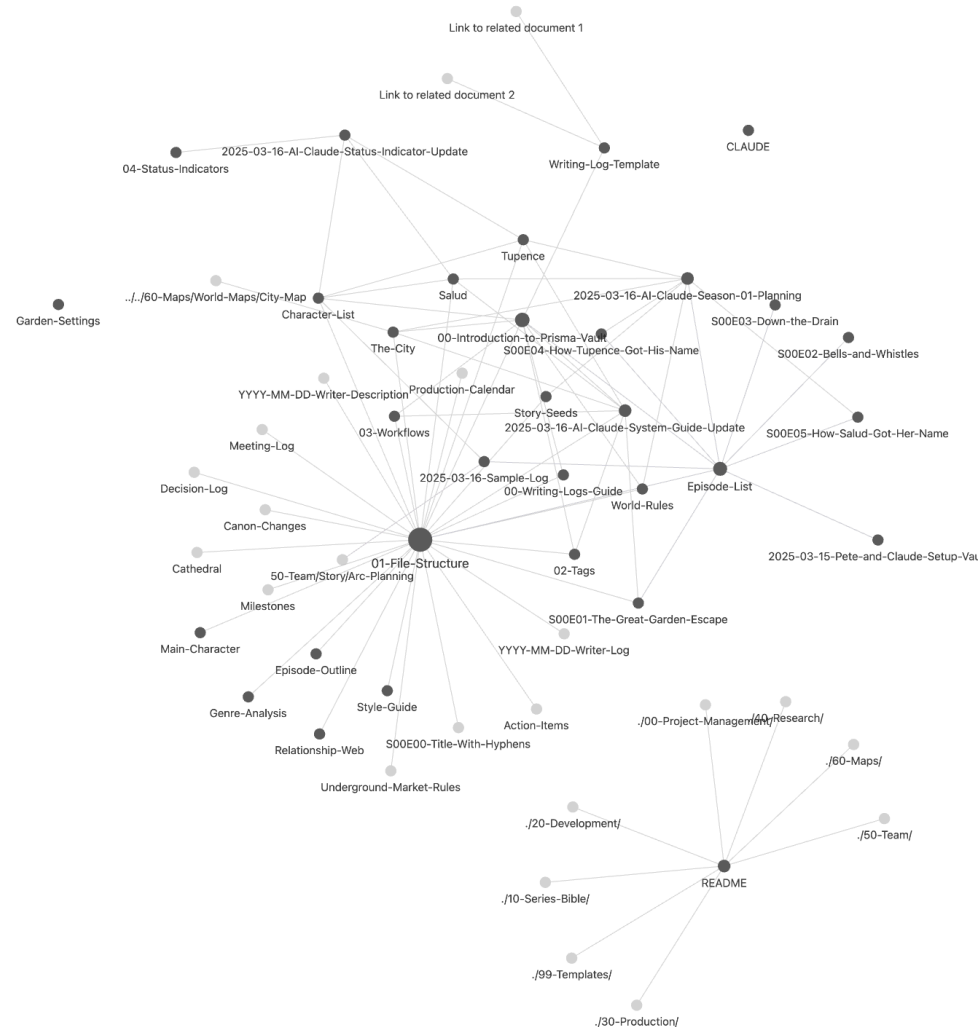 Link to related document 1
Link to related document 2
CLAUDE
2025-03-16-AI-Claude-Status-Indicator-Update
Writing-Log-Template
04-Status-Indicators
Tupence
../../60-Maps/World-Maps/City-Map
Salud
2025-03-16-AI-Claude-Season-01-Planning
Garden-Settings
Character-List
S00E03-Down-the-Drain
00-Introduction-to-Prisma-Vault
The-City
S00E04-How-Tupence-Got-His-Name
S00E02-Bells-and-Whistles
YYYY-MM-DD-Writer-Description
Production-Calendar
Story-Seeds
03-Workflows
2025-03-16-AI-Claude-System-Guide-Update
S00E05-How-Salud-Got-Her-Name
Meeting-Log
2025-03-16-Sample-Log
Episode-List
Decision-Log
00-Writing-Logs-Guide
World-Rules
Canon-Changes
01-File-Structure
2025-03-15-Pete-and-Claude-Setup-Vau
Cathedral
50-Team/Story/Arc-Planning
02-Tags
Milestones
S00E01-The-Great-Garden-Escape
Main-Character
YYYY-MM-DD-Writer-Log
Episode-Outline
Style-Guide
Genre-Analysis
Action-Items
./00-Project-Management/
./40-Research/
Relationship-Web
S00E00-Title-With-Hyphens
./60-Maps/
Underground-Market-Rules
./20-Development/
./50-Team/
README
./10-Series-Bible/
./99-Templates/
./30-Production/